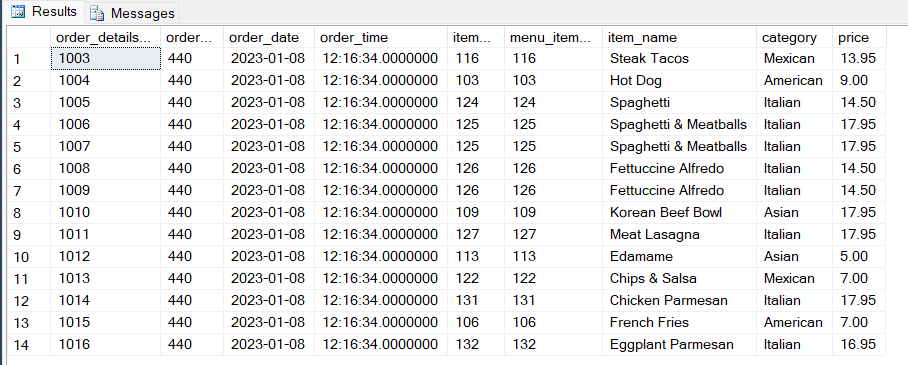 Results Messages
order_details... order... order_date order_time item... menu_item... item_name category price
1 1003 440 2023-01-08 12:16:34.0000000 116 116 Steak Tacos Mexican 13.95
2 1004 440 2023-01-08 12:16:34.0000000 103 103 Hot Dog American 9.00
3 1005 440 2023-01-08 12:16:34.0000000 124 124 Spaghetti Italian 14.50
4 1006 440 2023-01-08 12:16:34.0000000 125 125 Spaghetti & Meatballs Italian 17.95
5 1007 440 2023-01-08 12:16:34.0000000 125 125 Spaghetti & Meatballs Italian 17.95
6 1008 440 2023-01-08 12:16:34.0000000 126 126 Fettuccine Alfredo Italian 14.50
7 1009 440 2023-01-08 12:16:34.0000000 126 126 Fettuccine Alfredo Italian 14.50
8 1010 440 2023-01-08 12:16:34.0000000 109 109 Korean Beef Bowl Asian 17.95
9 1011 440 2023-01-08 12:16:34.0000000 127 127 Meat Lasagna Italian 17.95
10 1012 440 2023-01-08 12:16:34.0000000 113 113 Edamame Asian 5.00
11 1013 440 2023-01-08 12:16:34.0000000 122 122 Chips & Salsa Mexican 7.00
12 1014 440 2023-01-08 12:16:34.0000000 131 131 Chicken Parmesan Italian 17.95
13 1015 440 2023-01-08 12:16:34.0000000 106 106 French Fries American 7.00
14 1016 440 2023-01-08 12:16:34.0000000 132 132 Eggplant Parmesan Italian 16.95